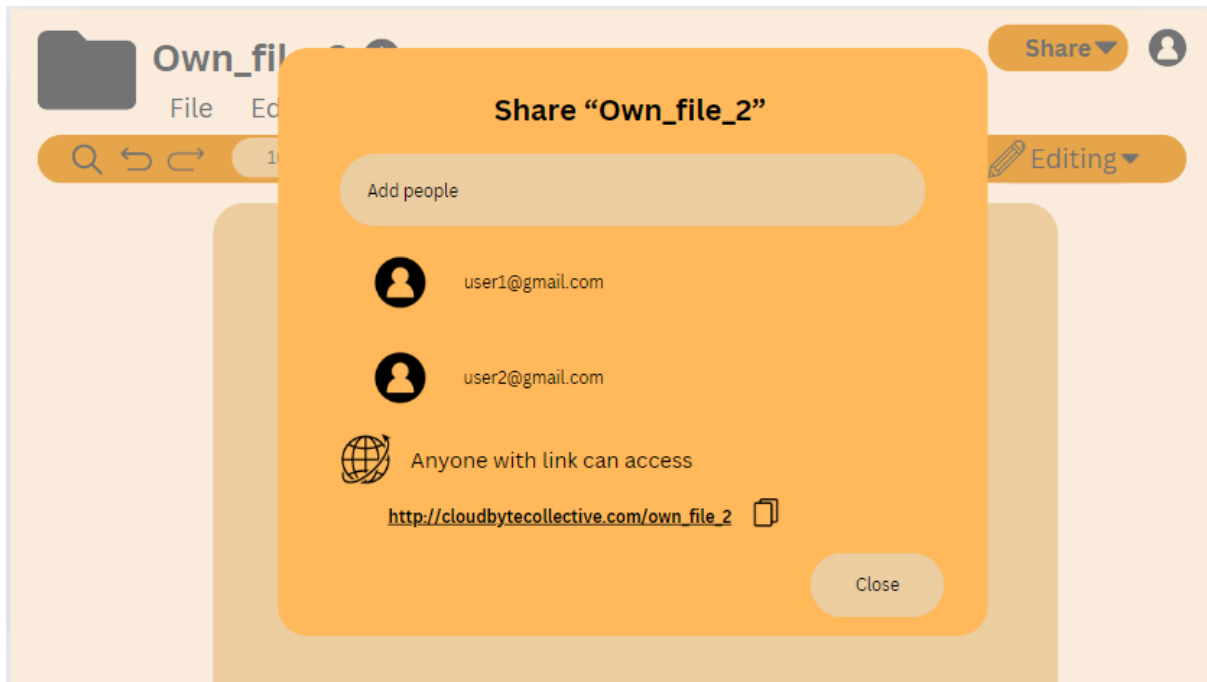 Own_fil
Share
File
Share “Own_file_2”
Editing
Add people
user1@gmail.com
user2@gmail.com
Anyone with link can access
http://cloudbytecollective.com/own_file_2
Close